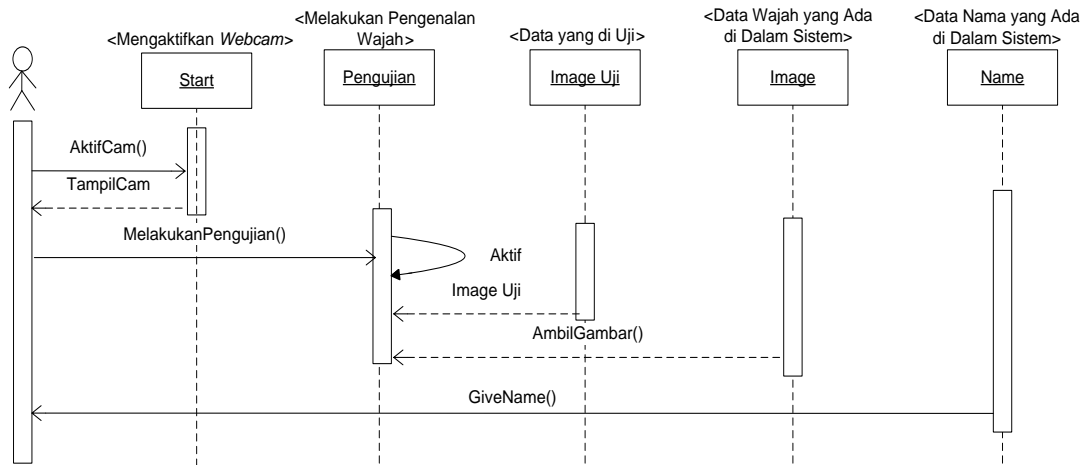 <Mengaktifkan Webcam>
Start
<Melakukan Pengenalan
Wajah>
Pengujian
<Data yang di Uji>
Image Uji
<Data Wajah yang Ada
di Dalam Sistem>
Image
<Data Nama yang Ada
di Dalam Sistem>
Name
AktifCam()
TampilCam
MelakukanPengujian()
Aktif
Image Uji
AmbilGambar()
GiveName()